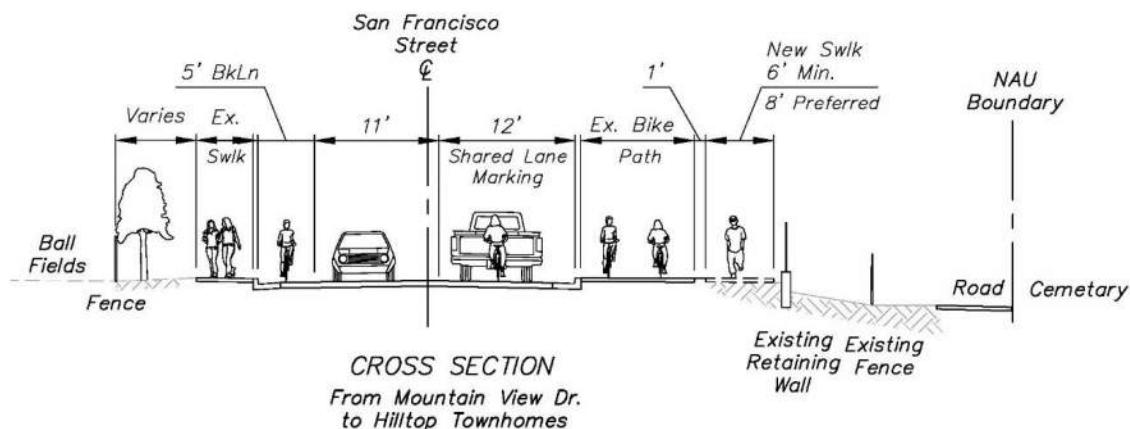 San Francisco
Street
℄
5' BkLn
1'
New Swlk
6' Min.
8' Preferred
NAU
Boundary
Varies
Ex.
Swlk
11'
12'
Shared Lane
Marking
Ex. Bike
Path
Ball
Fields
Fence
Road
Cemetary
Existing
Retaining
Wall
Existing
Fence
CROSS SECTION
From Mountain View Dr.
to Hilltop Townhomes